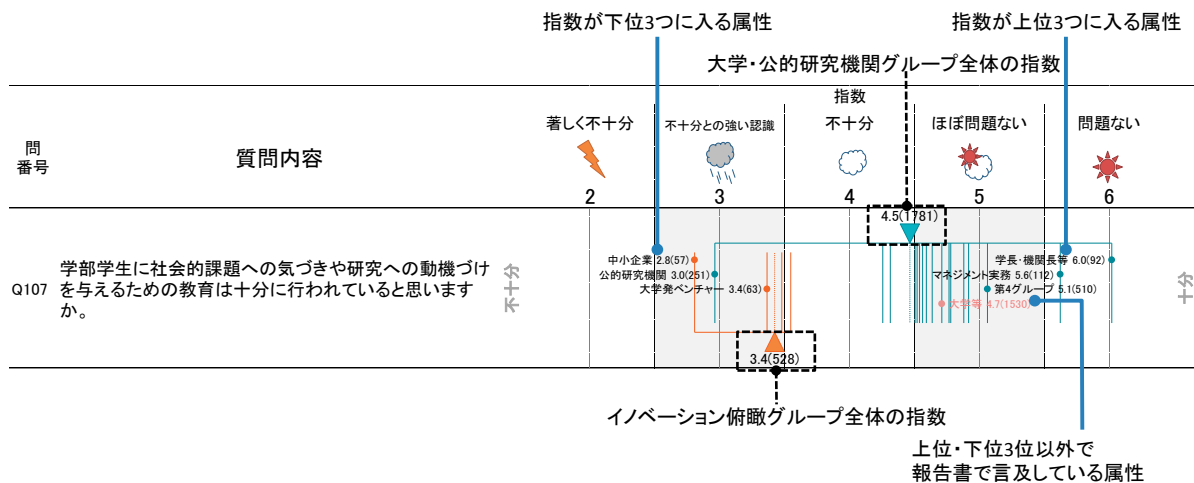 指数が下位3つに入る属性
指数が上位3つに入る属性
大学・公的研究機関グループ全体の指数
指数
問
番号
質問内容
著しく不十分
不十分との強い認識
不十分
ほぼ問題ない
問題ない
2
3
4
5
6
4.5(1781)
Q107
学部学生に社会的課題への気づきや研究への動機づけ
を与えるための教育は十分に行われていると思います
か。
不十分
中小企業 2.8(57)
公的研究機関 3.0(251)
大学発ベンチャー 3.4(63)
学長・機関長等 6.0(92)
マネジメント実務 5.6(112)
第4グループ 5.1(510)
大学等 4.7(1530)
十分
3.4(528)
イノベーション俯瞰グループ全体の指数
上位・下位3位以外で
報告書で言及している属性